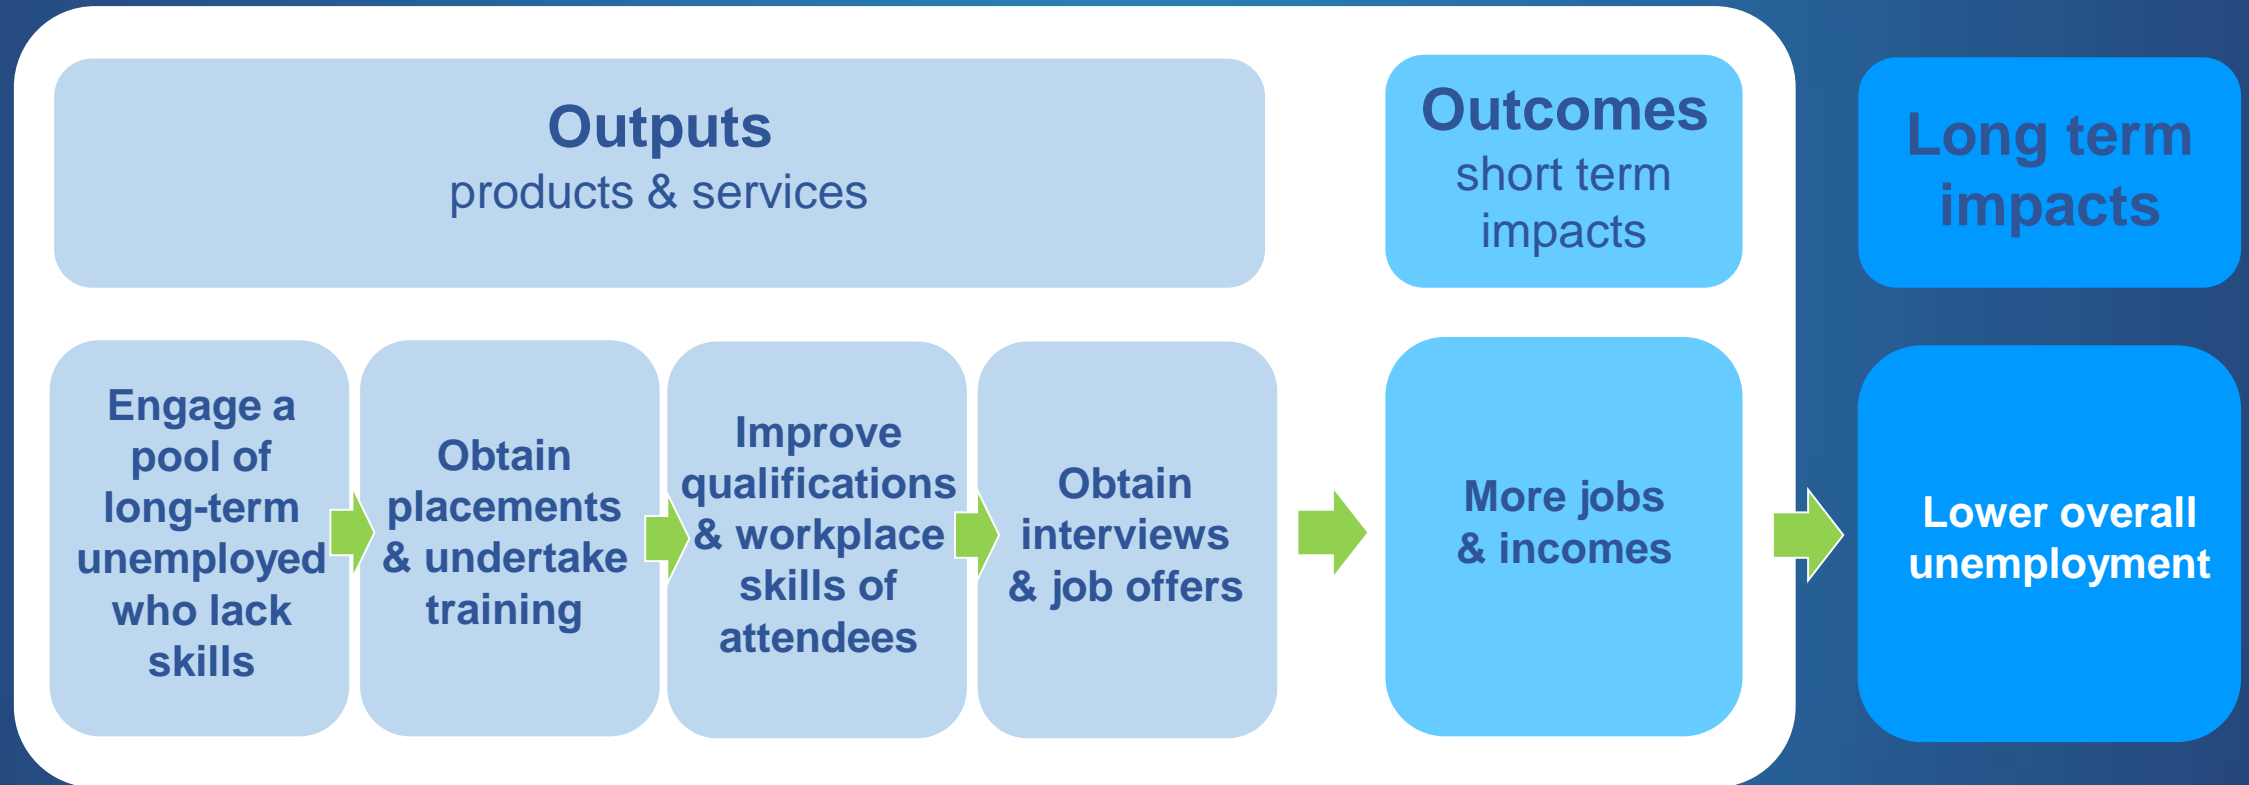 Outputs
products & services
Outcomes
short term
impacts
Long term
impacts
Engage a
pool of
long-term
unemployed
who lack
skills
Obtain
placements
& undertake
training
Improve
qualifications
& workplace
skills of
attendees
Obtain
interviews
& job offers
More jobs
& incomes
Lower overall
unemployment